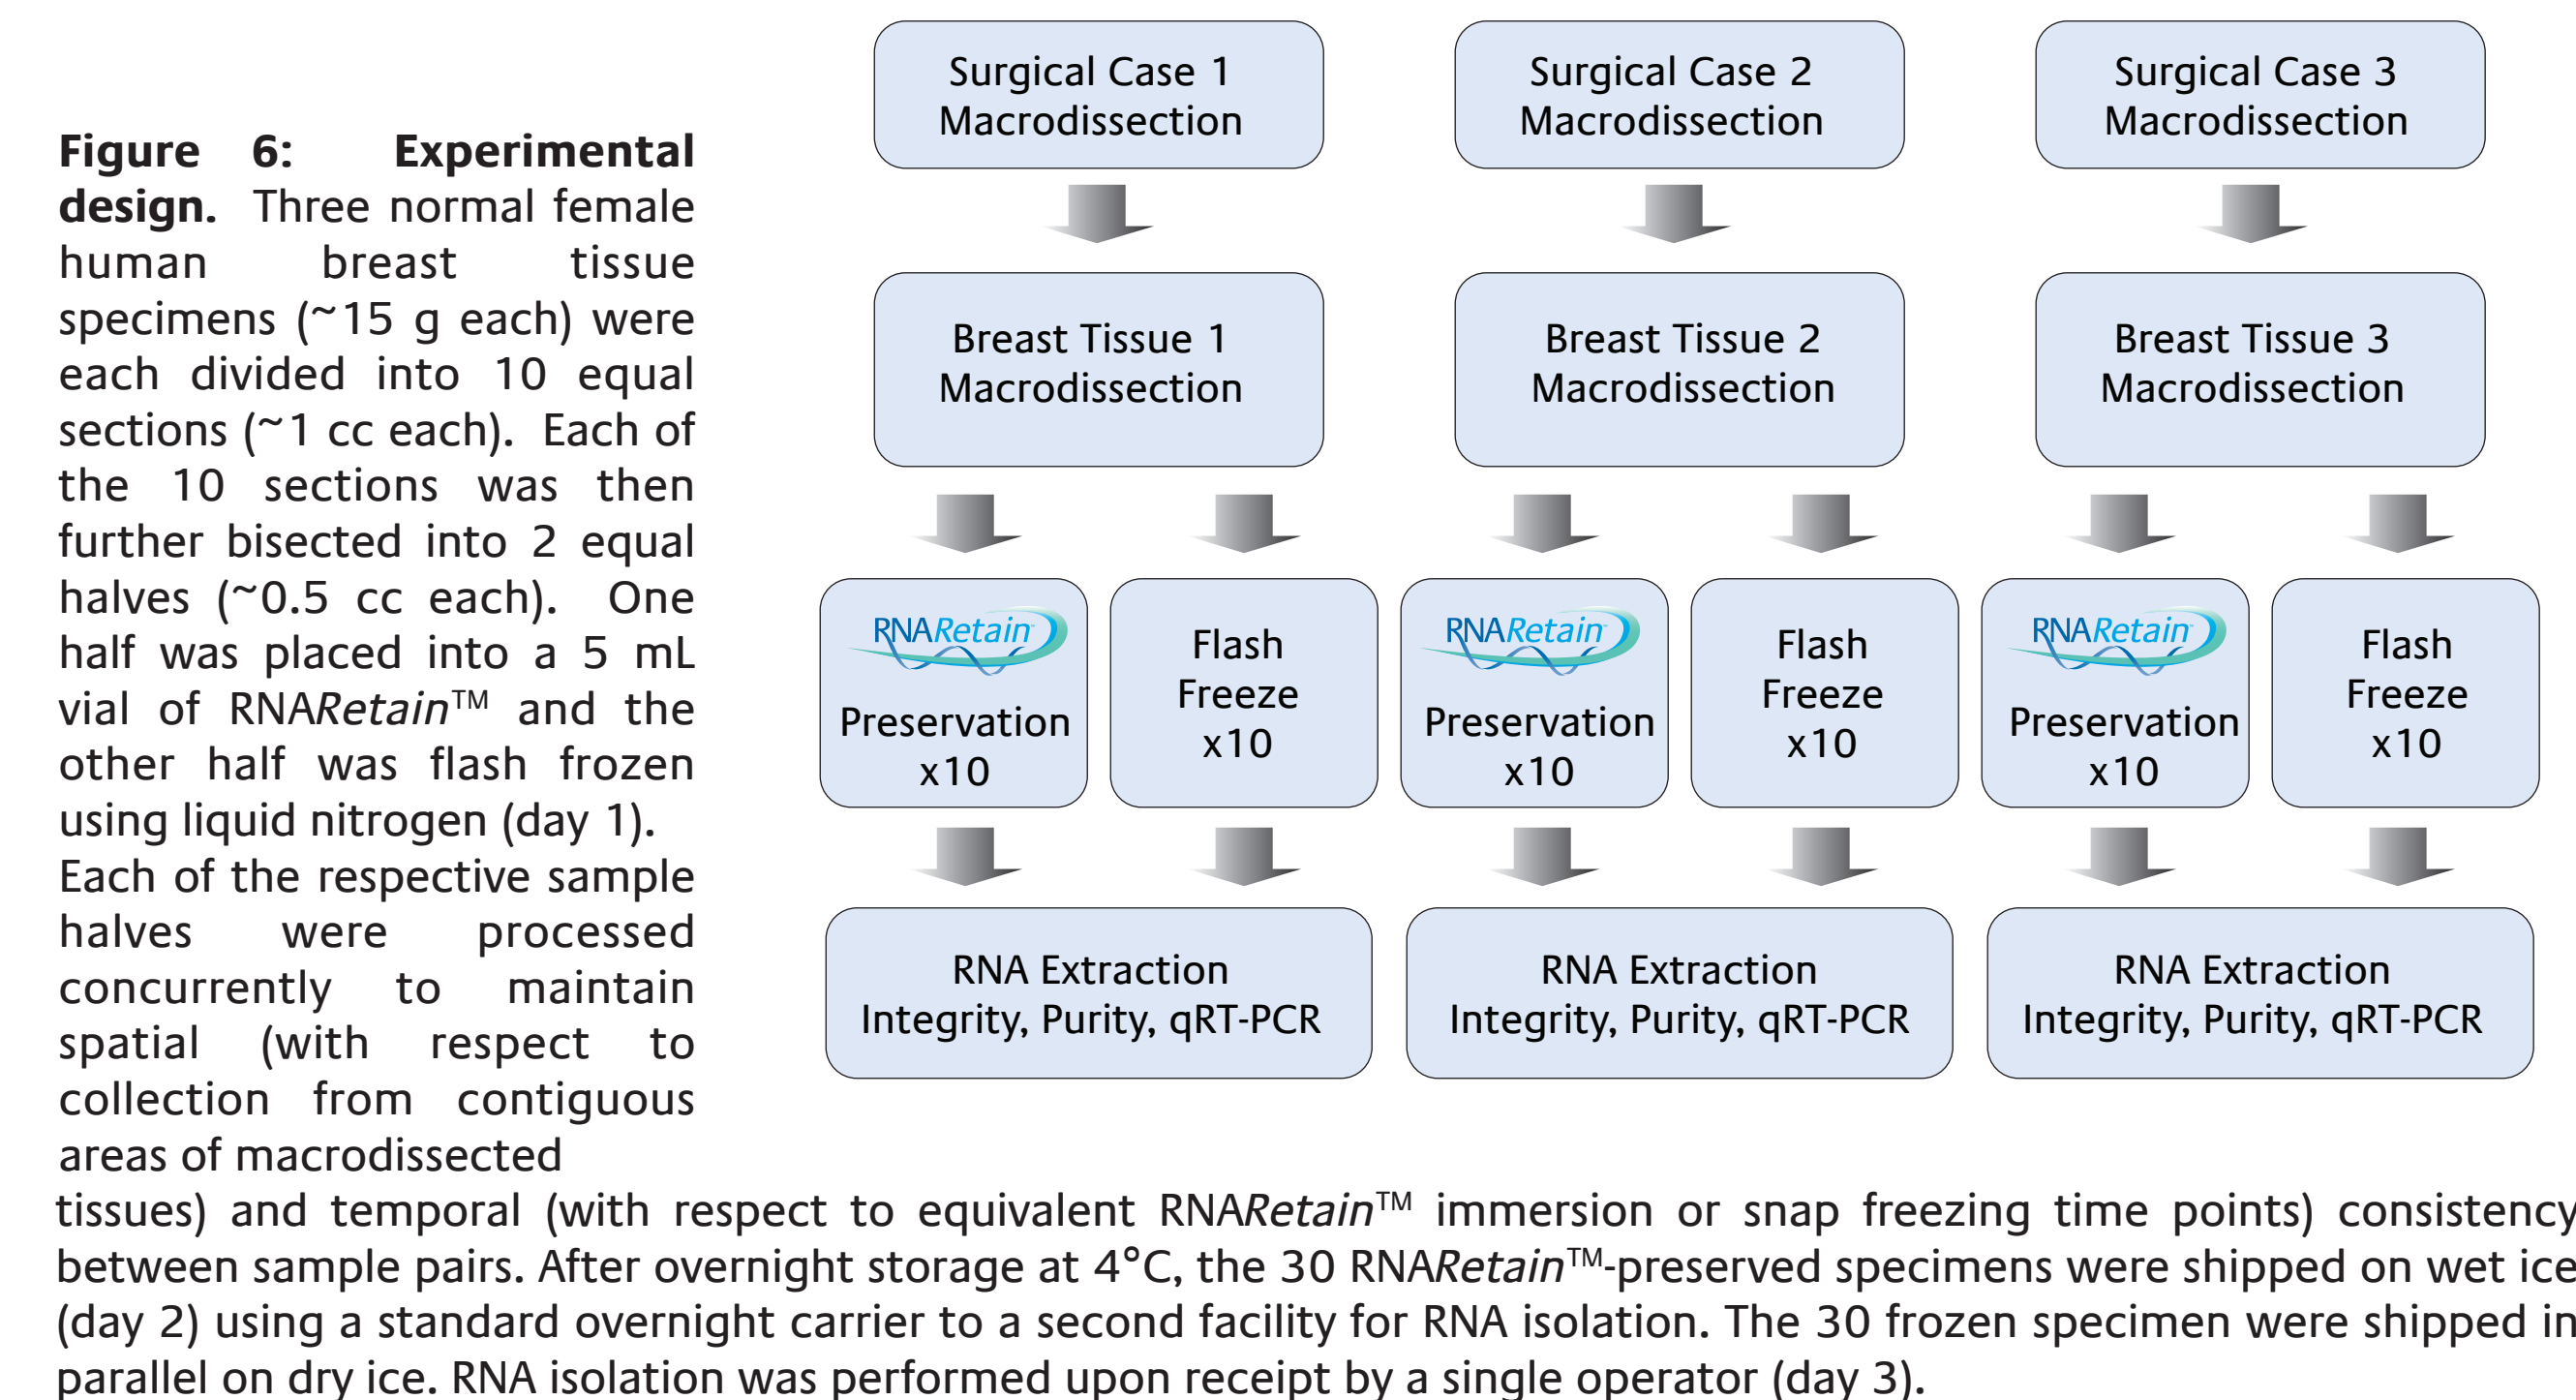 Figure 6: Experimental
design. Three normal female
human breast tissue
specimens (~15 g each) were
each divided into 10 equal
sections (~1 cc each). Each of
the 10 sections was then
further bisected into 2 equal
halves (~0.5 cc each). One
half was placed into a 5 mL
vial of RNARetain™ and the
other half was flash frozen
using liquid nitrogen (day 1).
Each of the respective sample
halves were processed
concurrently to maintain
spatial (with respect to
collection from contiguous
areas of macrodissected
tissues) and temporal (with respect to equivalent RNARetain™ immersion or snap freezing time points) consistency
between sample pairs. After overnight storage at 4°C, the 30 RNARetain™-preserved specimens were shipped on wet ice
(day 2) using a standard overnight carrier to a second facility for RNA isolation. The 30 frozen specimen were shipped in
parallel on dry ice. RNA isolation was performed upon receipt by a single operator (day 3).
Surgical Case 1
Macrodissection
Surgical Case 2
Macrodissection
Surgical Case 3
Macrodissection
Breast Tissue 1
Macrodissection
Breast Tissue 2
Macrodissection
Breast Tissue 3
Macrodissection
RNARetain™
Preservation
x10
Flash
Freeze
x10
RNARetain™
Preservation
x10
Flash
Freeze
x10
RNARetain™
Preservation
x10
Flash
Freeze
x10
RNA Extraction
Integrity, Purity, qRT-PCR
RNA Extraction
Integrity, Purity, qRT-PCR
RNA Extraction
Integrity, Purity, qRT-PCR